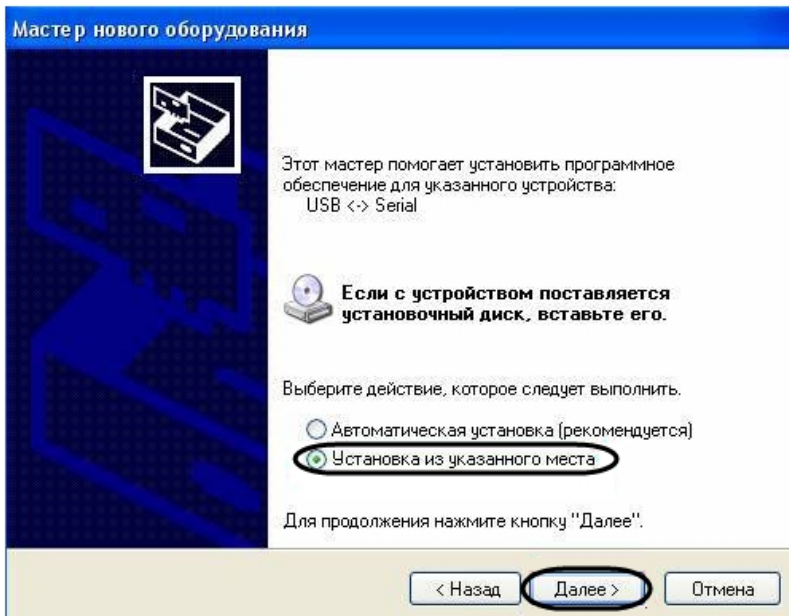 Мастер нового оборудования
Этот мастер помогает установить программное
обеспечение для указанного устройства:
USB <-> Serial
Если с устройством поставляется
установочный диск, вставьте его.
Выберите действие, которое следует выполнить.
Автоматическая установка (рекомендуется)
Установка из указанного места
Для продолжения нажмите кнопку "Далее".
< Назад
Далее >
Отмена